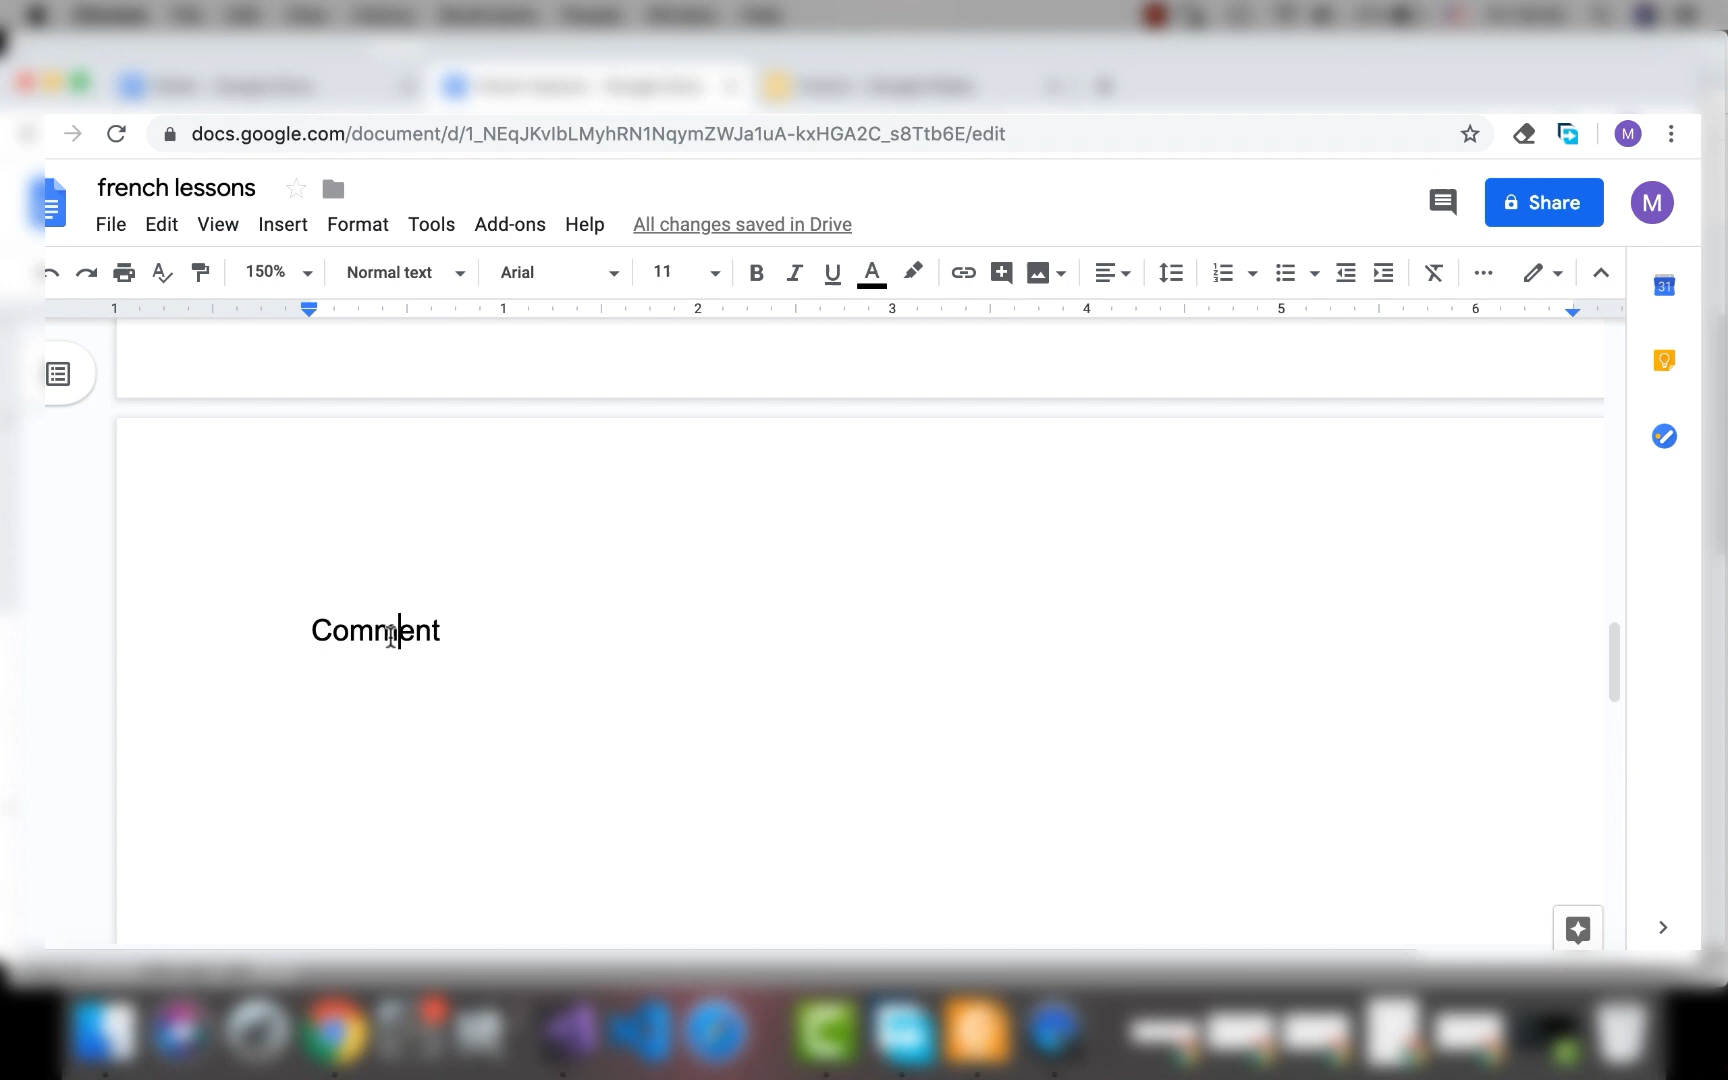 docs.google.com/document/d/1_NEqJKvIbLMyhRN1NqymZWJa1uA-kxHGA2C_s8Ttb6E/edit
M
french lessons
Share
M
File Edit View Insert Format Tools Add-ons Help All changes saved in Drive
150% Normal text Arial 11 B I U A
1 1 2 3 4 5 6
31
Comment